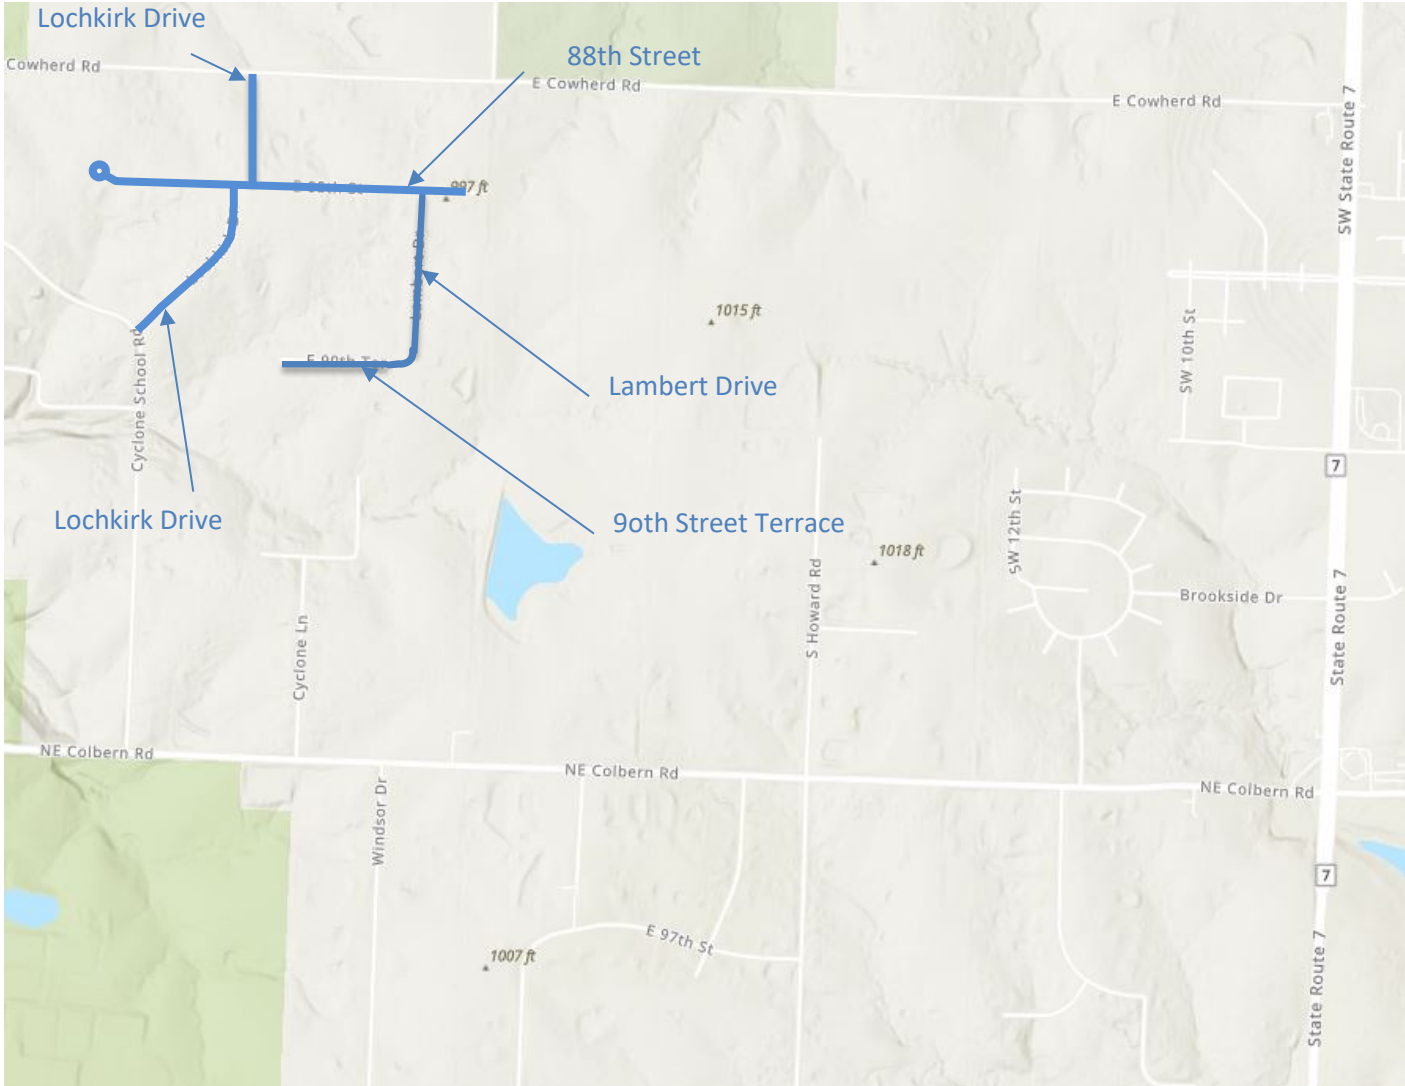 Lochkirk Drive
88th Street
Cowherd Rd
E Cowherd Rd
E Cowherd Rd
SW State Route 7
997 ft
1015 ft
SW 10th St
E 90th Ter
Cyclone School Rd
Lambert Drive
7
Lochkirk Drive
9oth Street Terrace
1018 ft
SW 12th St
S Howard Rd
Brookside Dr
State Route 7
Cyclone Ln
NE Colbern Rd
NE Colbern Rd
NE Colbern Rd
Windsor Dr
7
E 97th St
1007 ft
State Route 7